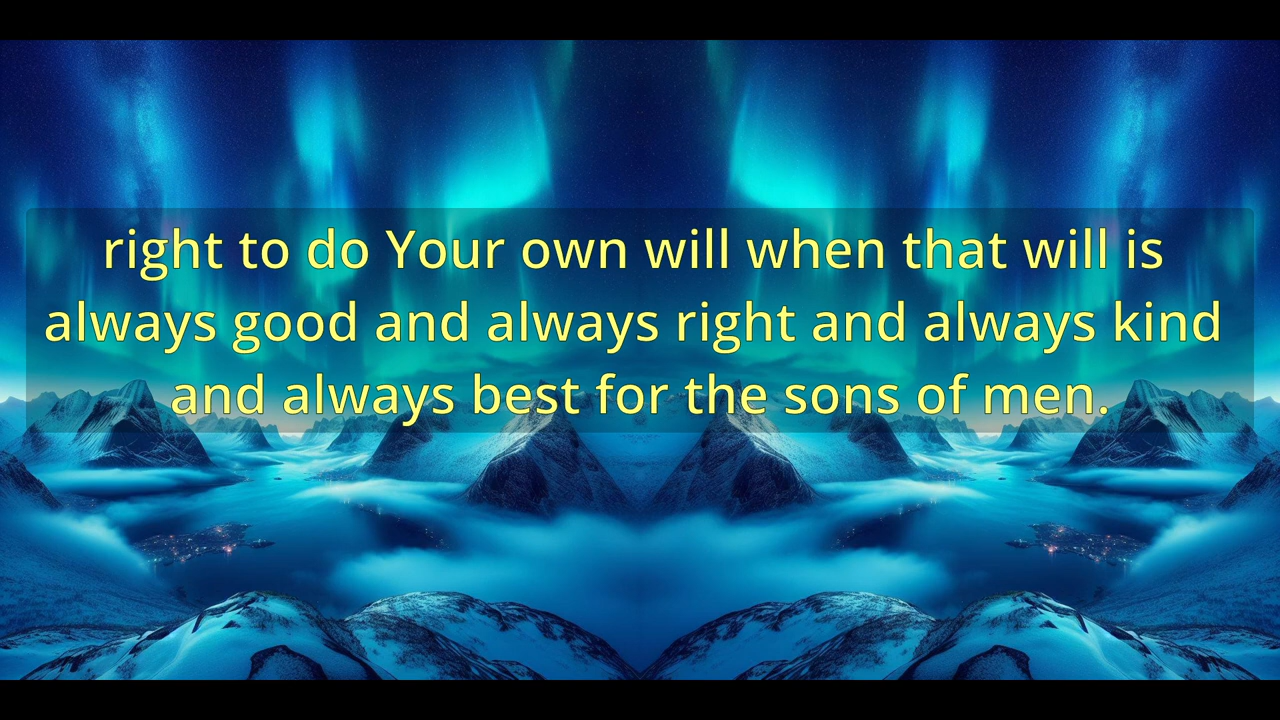 right to do Your own will when that will is
always good and always right and always kind
and always best for the sons of men.